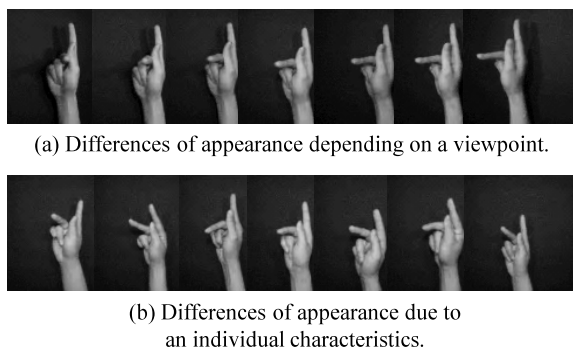 (a) Differences of appearance depending on a viewpoint.
(b) Differences of appearance due to
an individual characteristics.